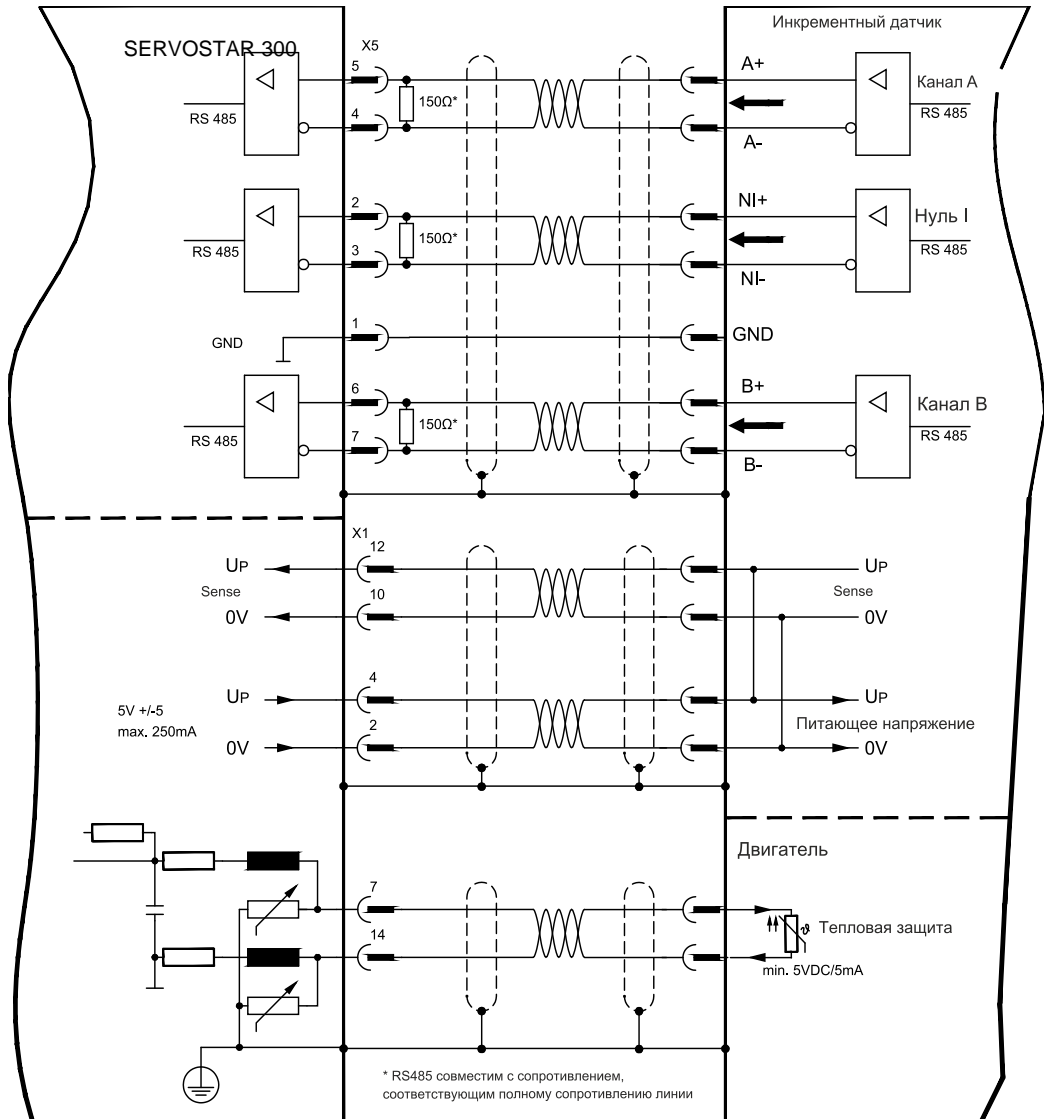 Инкрементный датчик
SERVOSTAR 300
X5
5
A+
Канал A
150Ω*
RS 485
RS 485
4
A-
2
NI+
Нуль I
150Ω*
RS 485
RS 485
3
NI-
1
GND
GND
6
B+
Канал B
150Ω*
RS 485
RS 485
7
B-
X1
12
UP
UP
Sense
Sense
10
0V
0V
4
UP
UP
5V +/-5
max. 250mA
Питающее напряжение
2
0V
0V
Двигатель
7
Тепловая защита
ϑ
14
min. 5VDC/5mA
* RS485 совместим с сопротивлением,
соответствующим полному сопротивлению линии